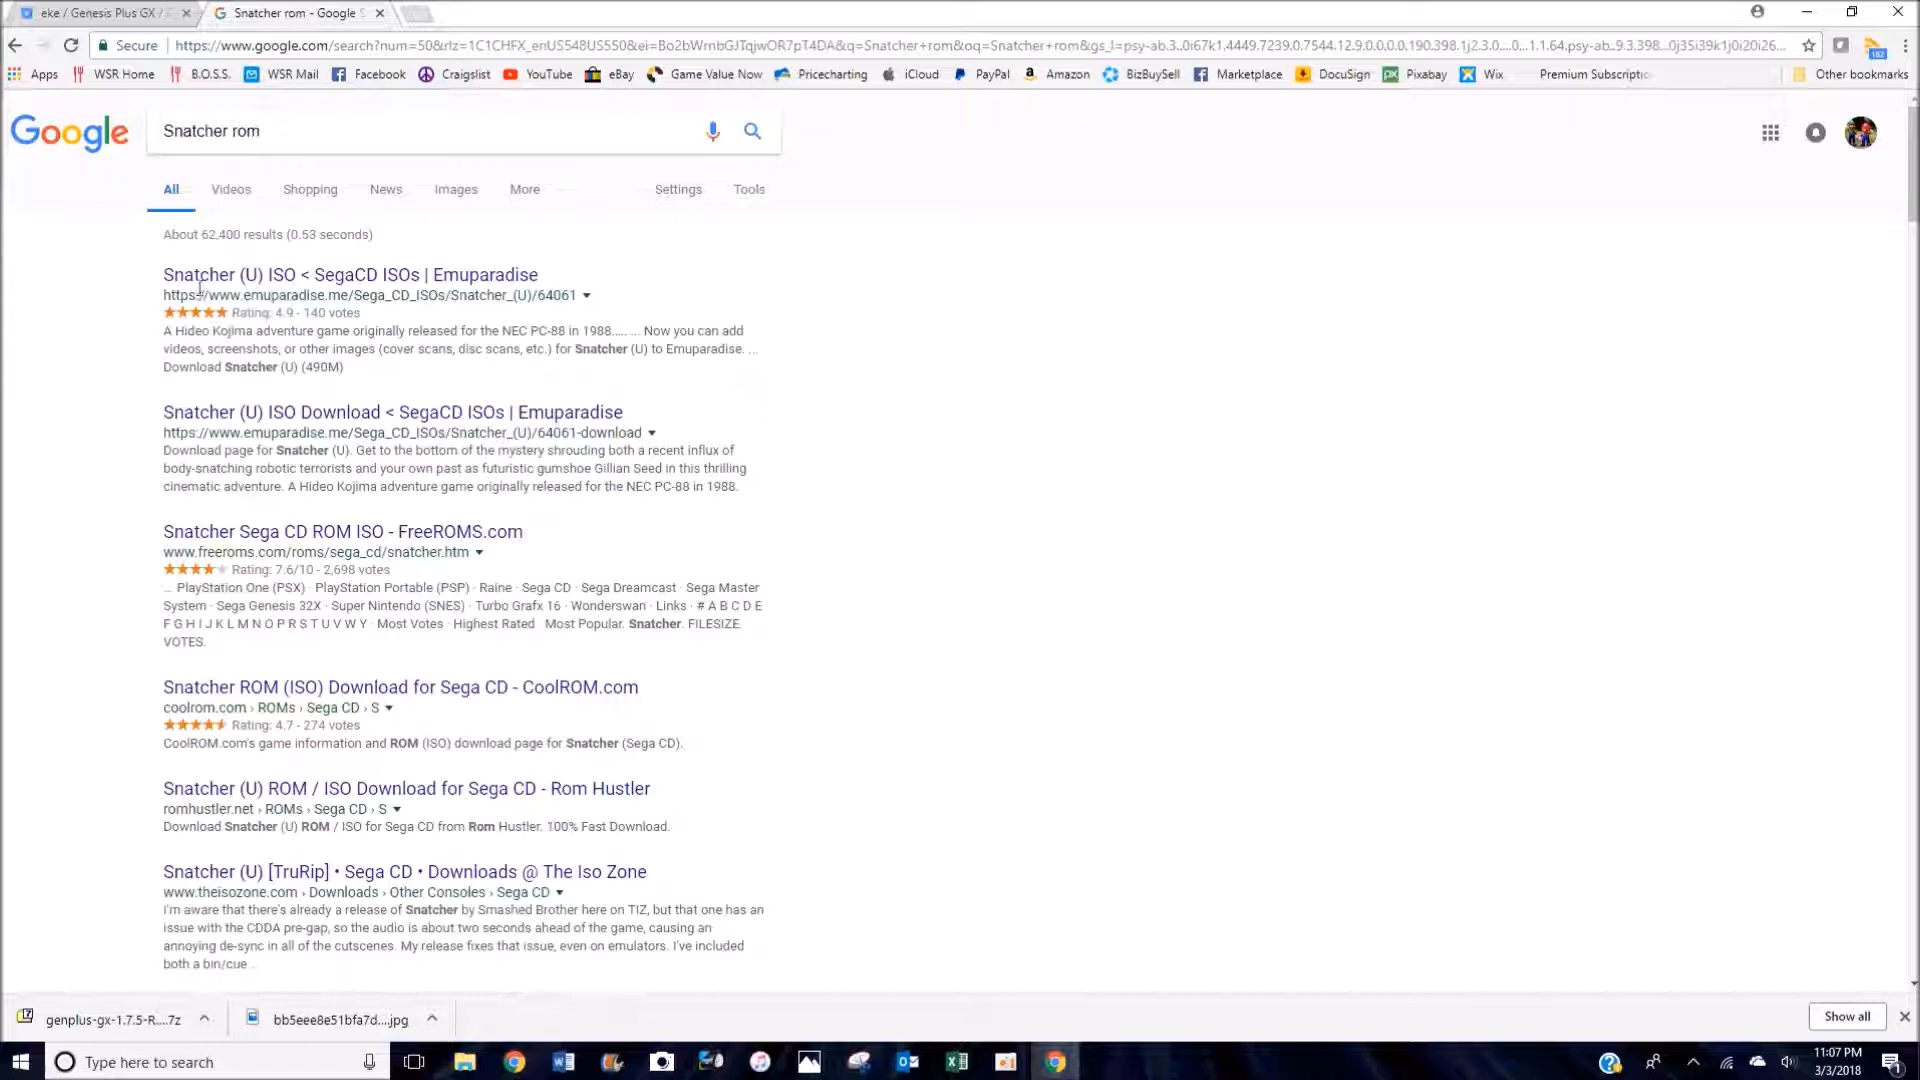 eke / Genesis Plus GX /
Snatcher rom - Google S
Secure
https://www.google.com/search?num=50&rlz=1C1CHFX_enUS548US550&ei=Bo2bWrnbGJTqjwOR7pT4DA&q=Snatcher+rom&oq=Snatcher+rom&gs_l=psy-ab.3..0i67k1.4449.7239.0.7544.12.9.0.0.0.0.190.398.1j2.3.0....0...1.1.64.psy-ab..9.3.398...0j35i39k1j0i20i26...
Apps WSR Home B.O.S.S. WSR Mail Facebook Craigslist YouTube eBay Game Value Now Pricecharting iCloud PayPal Amazon BizBuySell Marketplace DocuSign Pixabay Wix Premium Subscriptio Other bookmarks
182
Google
Snatcher rom
All Videos Shopping News Images More Settings Tools
About 62,400 results (0.53 seconds)
Snatcher (U) ISO < SegaCD ISOs | Emuparadise
https://www.emuparadise.me/Sega_CD_ISOs/Snatcher_(U)/64061
Rating: 4.9 - 140 votes
A Hideo Kojima adventure game originally released for the NEC PC-88 in 1988..... ... Now you can add
videos, screenshots, or other images (cover scans, disc scans, etc.) for Snatcher (U) to Emuparadise. ...
Download Snatcher (U) (490M)
Snatcher (U) ISO Download < SegaCD ISOs | Emuparadise
https://www.emuparadise.me/Sega_CD_ISOs/Snatcher_(U)/64061-download
Download page for Snatcher (U). Get to the bottom of the mystery shrouding both a recent influx of
body-snatching robotic terrorists and your own past as futuristic gumshoe Gillian Seed in this thrilling
cinematic adventure. A Hideo Kojima adventure game originally released for the NEC PC-88 in 1988.
Snatcher Sega CD ROM ISO - FreeROMS.com
www.freeroms.com/roms/sega_cd/snatcher.htm
Rating: 7.6/10 - 2,698 votes
... PlayStation One (PSX) · PlayStation Portable (PSP) · Raine · Sega CD · Sega Dreamcast · Sega Master
System · Sega Genesis 32X · Super Nintendo (SNES) · Turbo Grafx 16 · Wonderswan · Links · # A B C D E
F G H I J K L M N O P R S T U V W Y · Most Votes · Highest Rated Most Popular. Snatcher. FILESIZE.
VOTES.
Snatcher ROM (ISO) Download for Sega CD - CoolROM.com
coolrom.com › ROMs › Sega CD › S
Rating: 4.7 - 274 votes
CoolROM.com's game information and ROM (ISO) download page for Snatcher (Sega CD).
Snatcher (U) ROM / ISO Download for Sega CD - Rom Hustler
romhustler.net › ROMs › Sega CD › S
Download Snatcher (U) ROM / ISO for Sega CD from Rom Hustler. 100% Fast Download.
Snatcher (U) [TruRip] • Sega CD • Downloads @ The Iso Zone
www.theisozone.com › Downloads › Other Consoles › Sega CD
I'm aware that there's already a release of Snatcher by Smashed Brother here on TIZ, but that one has an
issue with the CDDA pre-gap, so the audio is about two seconds ahead of the game, causing an
annoying de-sync in all of the cutscenes. My release fixes that issue, even on emulators. I've included
both a bin/cue ...
genplus-gx-1.7.5-R....7z
bb5eee8e51bfa7d....jpg
Show all
Type here to search
11:07 PM
3/3/2018
1